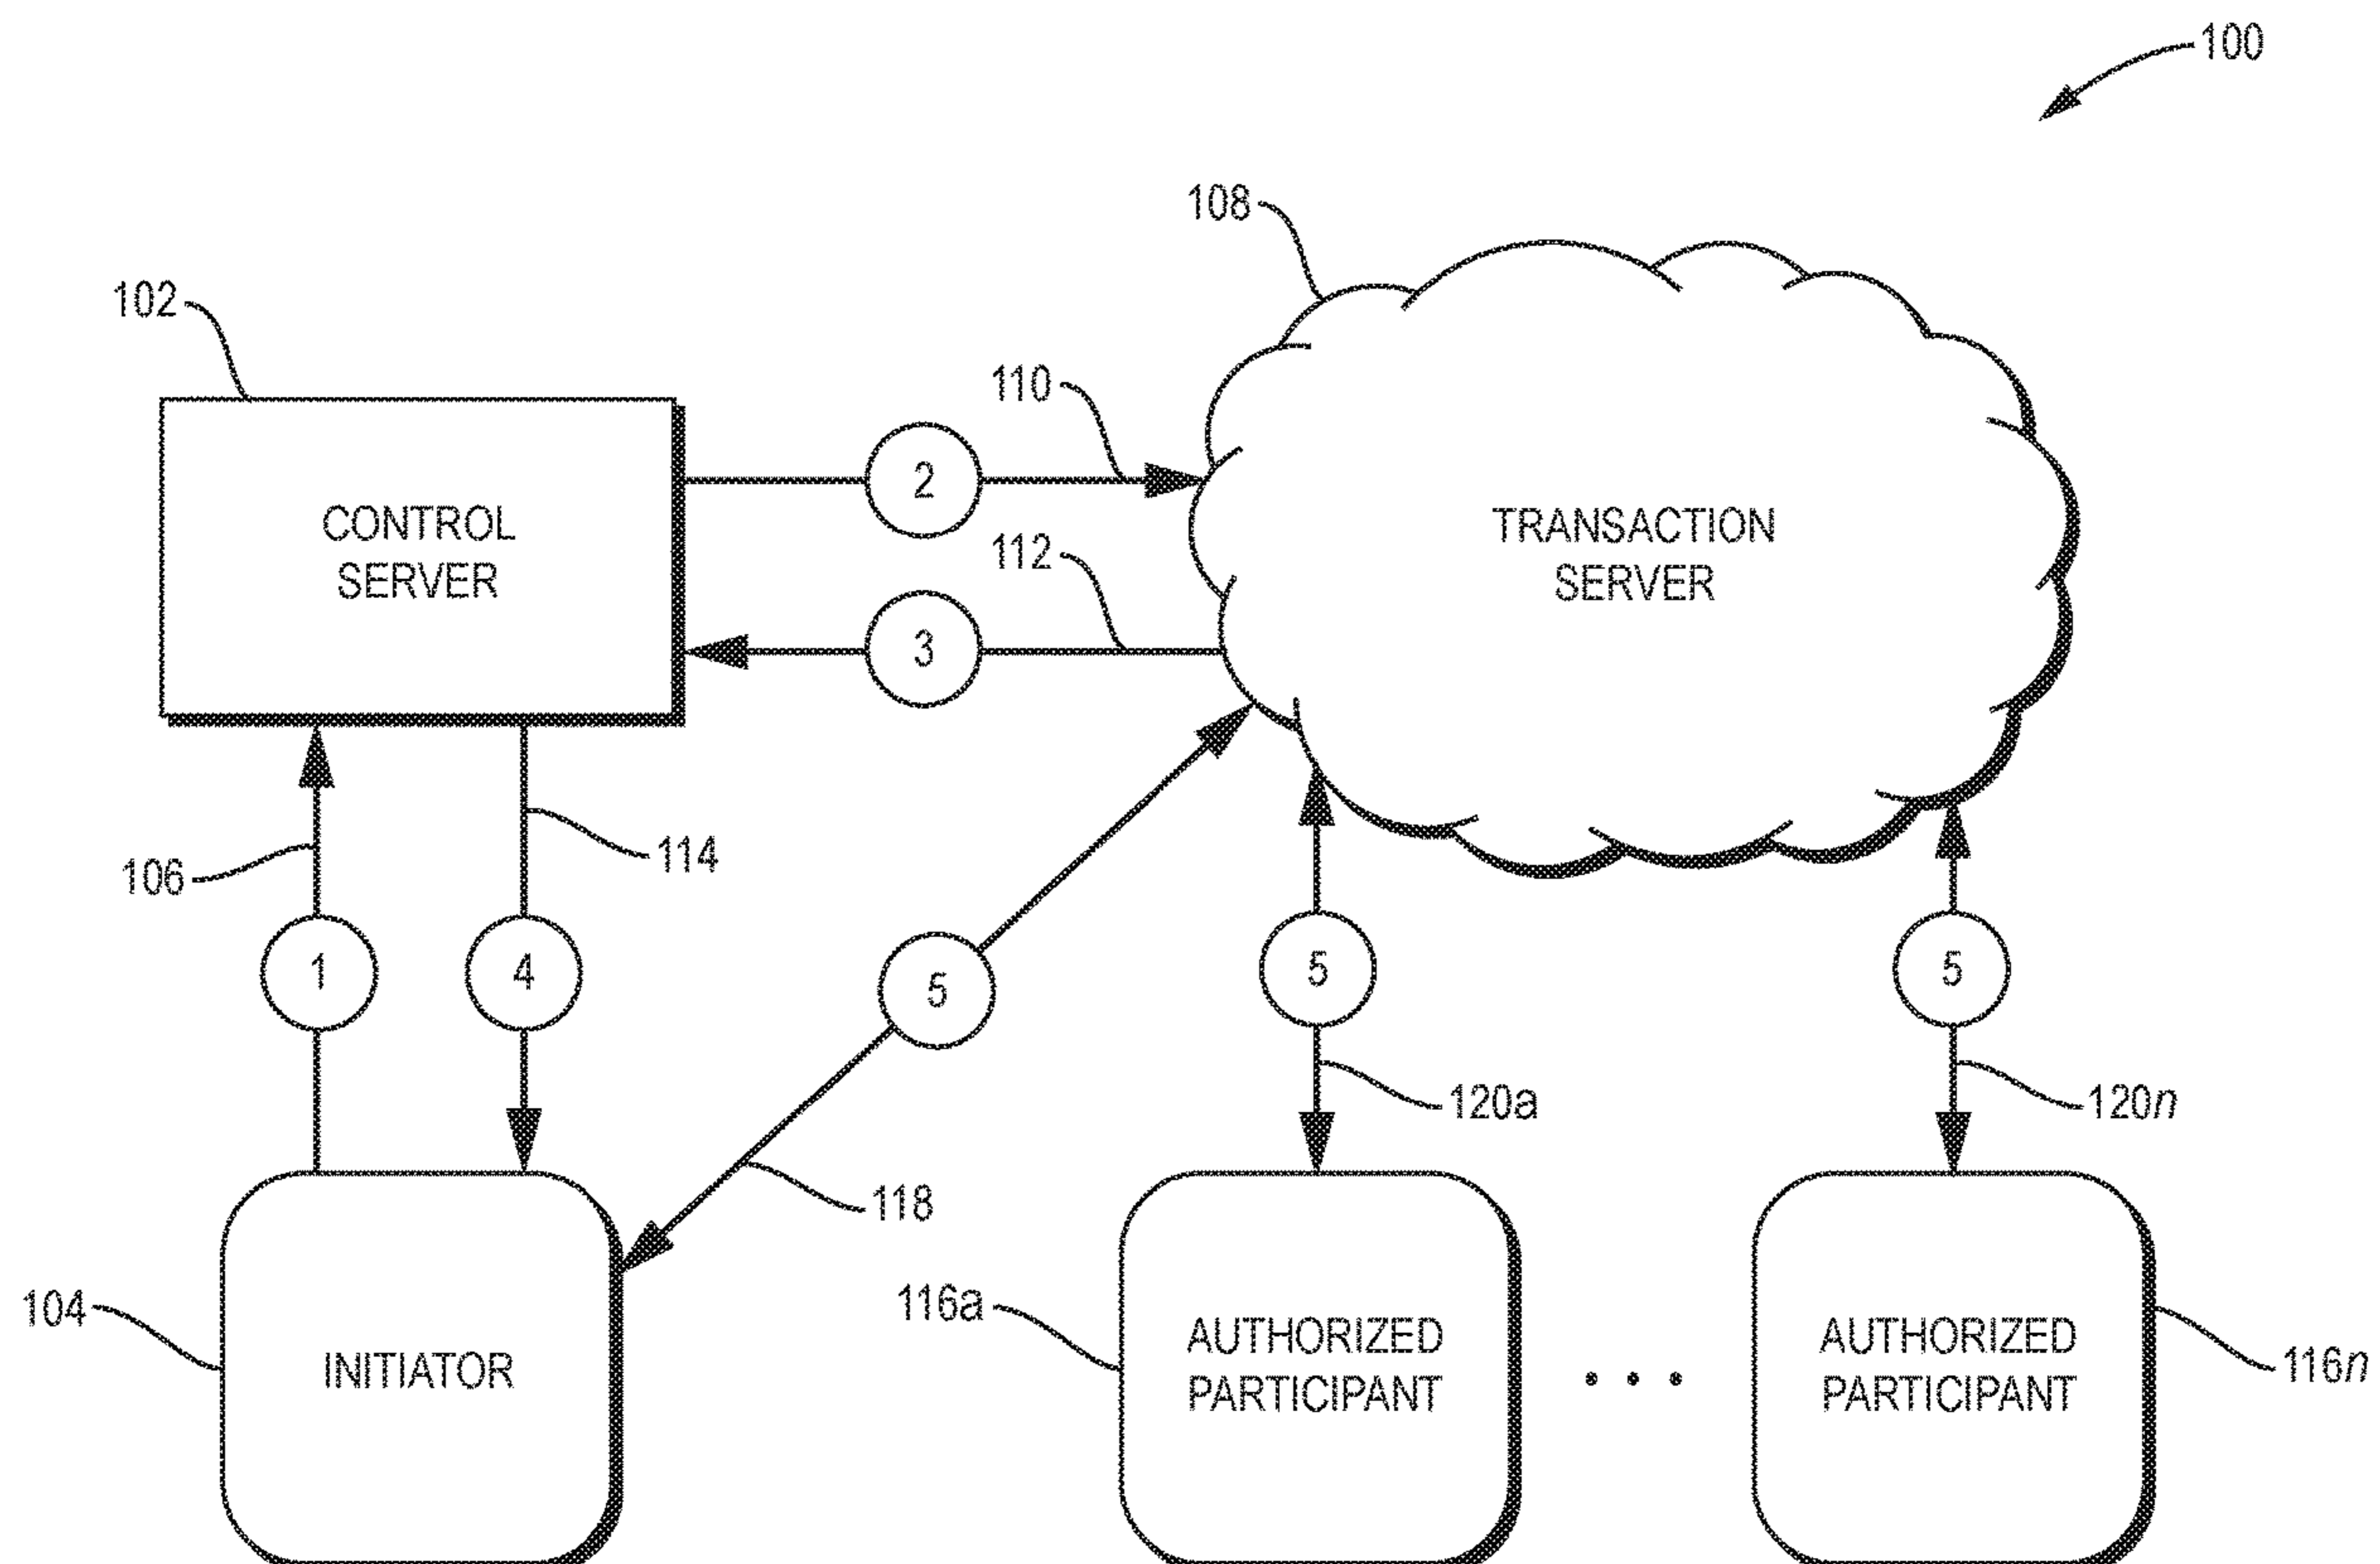 100
108
102
110
2
CONTROL
SERVER
TRANSACTION
SERVER
112
3
106
114
1
4
5
5
5
120a
120n
118
104
INITIATOR
116a
AUTHORIZED
PARTICIPANT
AUTHORIZED
PARTICIPANT
116n